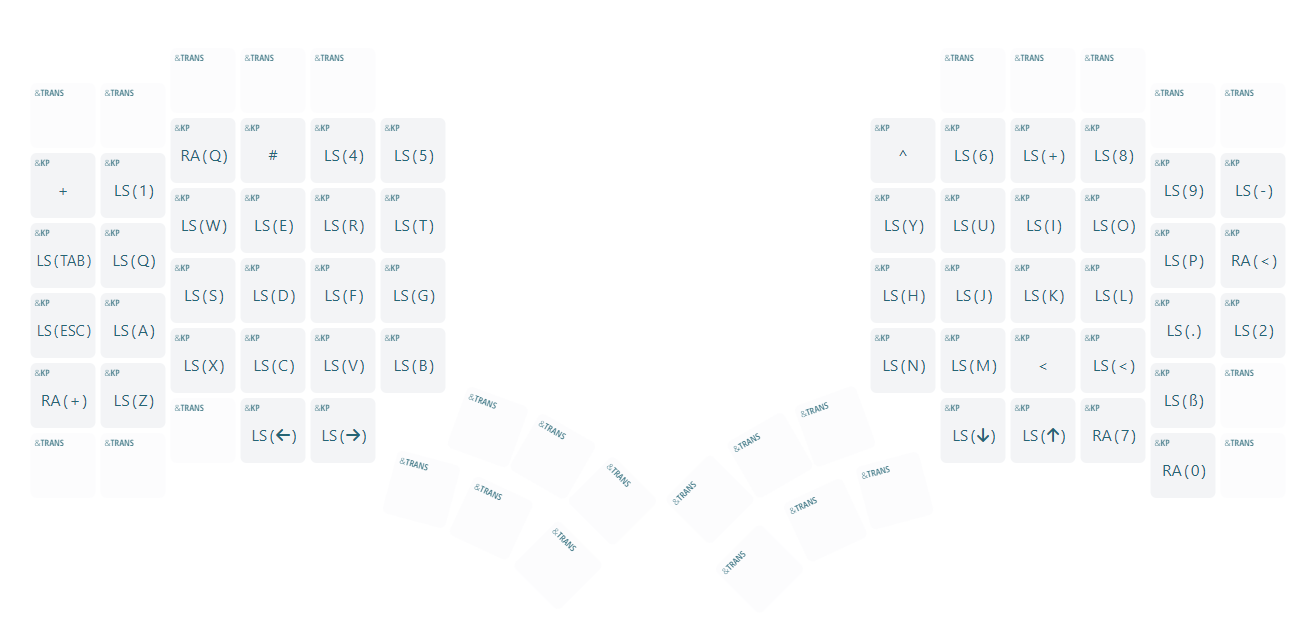 &TRANS &TRANS &TRANS &TRANS &TRANS &TRANS
&TRANS &TRANS &TRANS &TRANS
&KP &KP &KP &KP &KP &KP &KP &KP
RA(Q) # LS(4) LS(5) ^ LS(6) LS(+) LS(8)
&KP &KP &KP &KP
+ LS(1) LS(9) LS(-)
&KP &KP &KP &KP &KP &KP &KP &KP
LS(W) LS(E) LS(R) LS(T) LS(Y) LS(U) LS(I) LS(O)
&KP &KP &KP &KP
LS(TAB) LS(Q) LS(P) RA(<)
&KP &KP &KP &KP &KP &KP &KP &KP
LS(S) LS(D) LS(F) LS(G) LS(H) LS(J) LS(K) LS(L)
&KP &KP &KP &KP
LS(ESC) LS(A) LS(.) LS(2)
&KP &KP &KP &KP &KP &KP &KP &KP
LS(X) LS(C) LS(V) LS(B) LS(N) LS(M) < LS(<)
&KP &KP &KP &TRANS
RA(+) LS(Z) LS(ß)
&TRANS &KP &KP &TRANS &TRANS &KP &KP &KP
LS(←) LS(→) &TRANS &TRANS LS(↓) LS(↑) RA(7)
&TRANS &TRANS &KP &TRANS
&TRANS &TRANS &TRANS RA(0)
&TRANS &TRANS &TRANS
&TRANS &TRANS